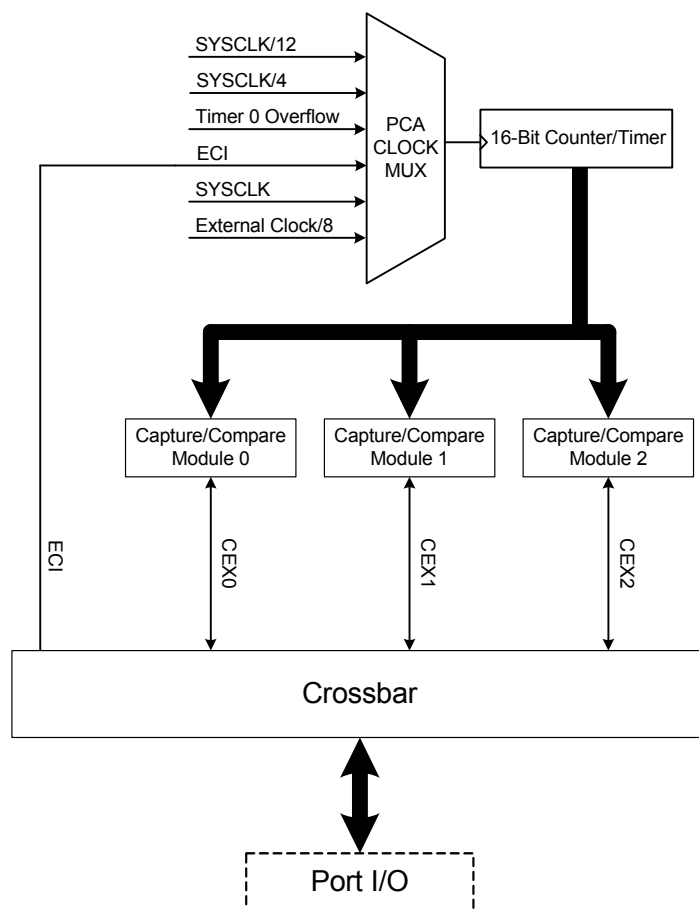 SYSCLK/12
SYSCLK/4
Timer 0 Overflow
ECI
SYSCLK
External Clock/8
PCA
CLOCK
MUX
16-Bit Counter/Timer
Capture/Compare
Module 0
Capture/Compare
Module 1
Capture/Compare
Module 2
ECI
CEX0
CEX1
CEX2
Crossbar
Port I/O